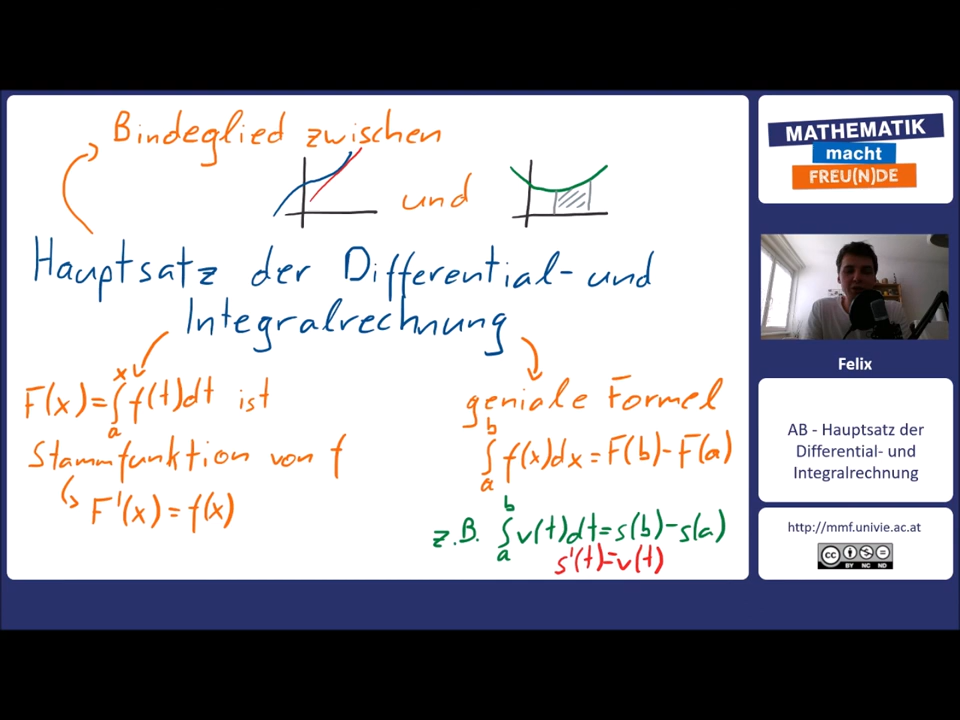 Bindeglied zwischen
und
Hauptsatz der Differential- und
Integralrechnung
F(x)=∫ₐˣ f(t)dt ist
Stammfunktion von f
F'(x)=f(x)
geniale Formel
∫ₐᵇ f(x)dx=F(b)-F(a)
z.B. ∫ₐᵇ v(t)dt=s(b)-s(a)
s'(t)=v(t)
MATHEMATIK
macht
FREU(N)DE
Felix
AB - Hauptsatz der
Differential- und
Integralrechnung
http://mmf.univie.ac.at
cc
BY NC ND